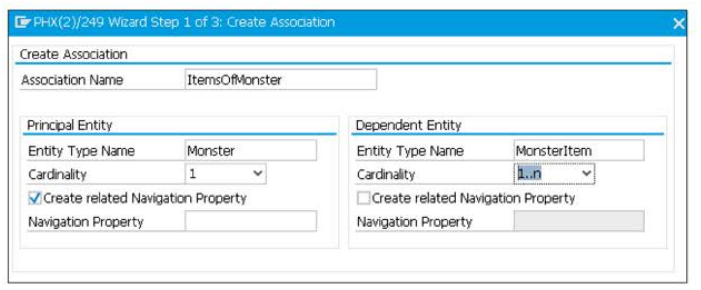 PHX(2)/249 Wizard Step 1 of 3: Create Association
Create Association
Association Name ItemsOfMonster
Principal Entity
Entity Type Name Monster
Cardinality 1
Create related Navigation Property
Navigation Property
Dependent Entity
Entity Type Name MonsterItem
Cardinality 1..n
Create related Navigation Property
Navigation Property